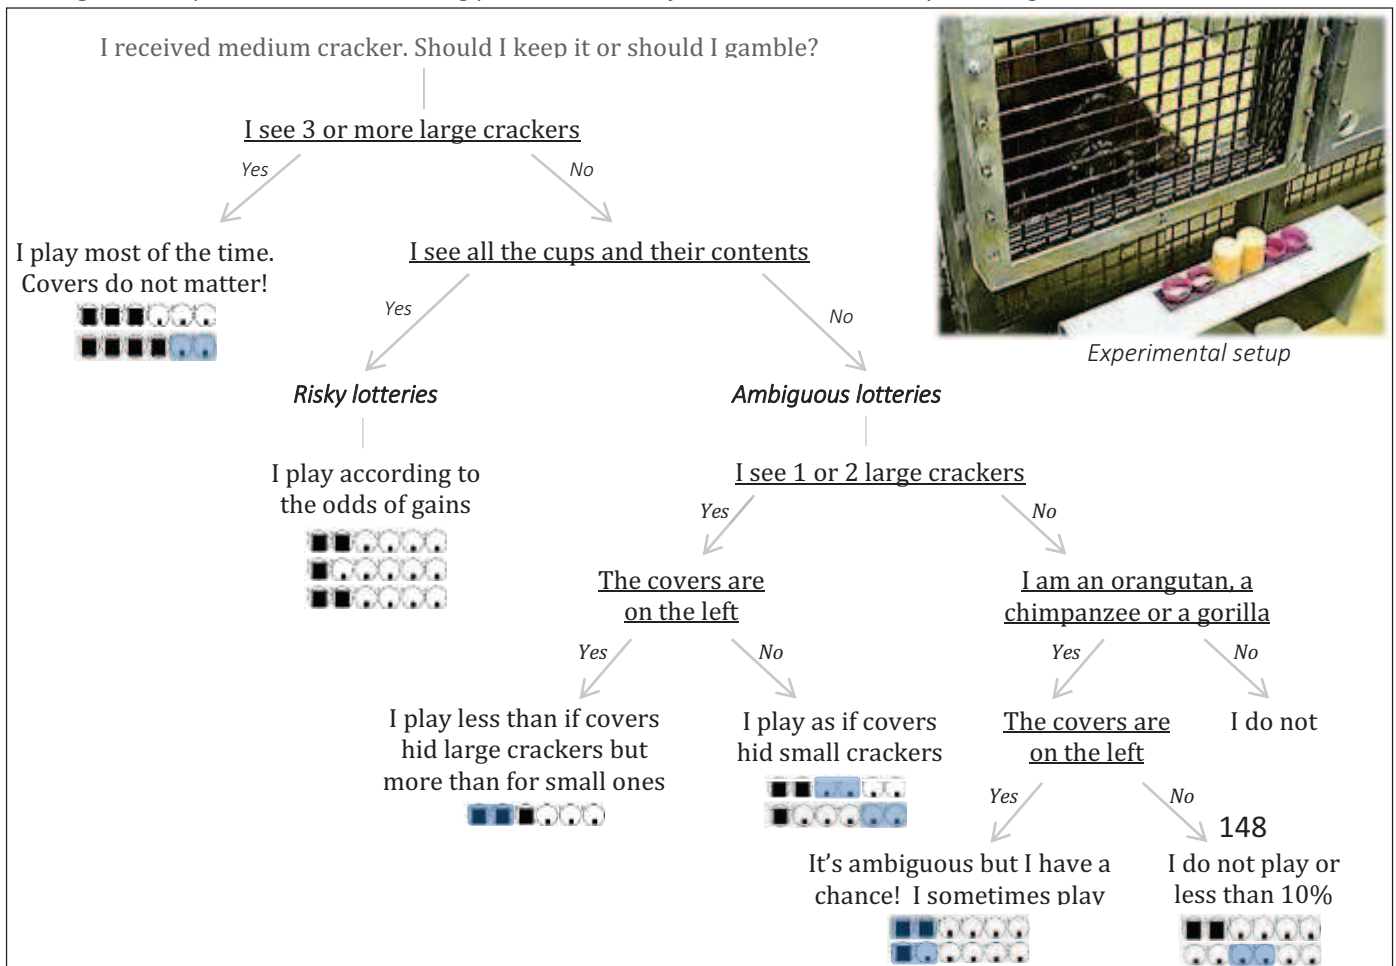 I received medium cracker. Should I keep it or should I gamble?
I see 3 or more large crackers
Yes
No
I play most of the time.
Covers do not matter!
I see all the cups and their contents
Experimental setup
Yes
No
Risky lotteries
Ambiguous lotteries
I play according to
the odds of gains
I see 1 or 2 large crackers
Yes
No
The covers are
on the left
I am an orangutan, a
chimpanzee or a gorilla
Yes
No
Yes
No
I play less than if covers
hid large crackers but
more than for small ones
I play as if covers
hid small crackers
The covers are
on the left
I do not
Yes
No
148
It's ambiguous but I have a
chance! I sometimes play
I do not play or
less than 10%